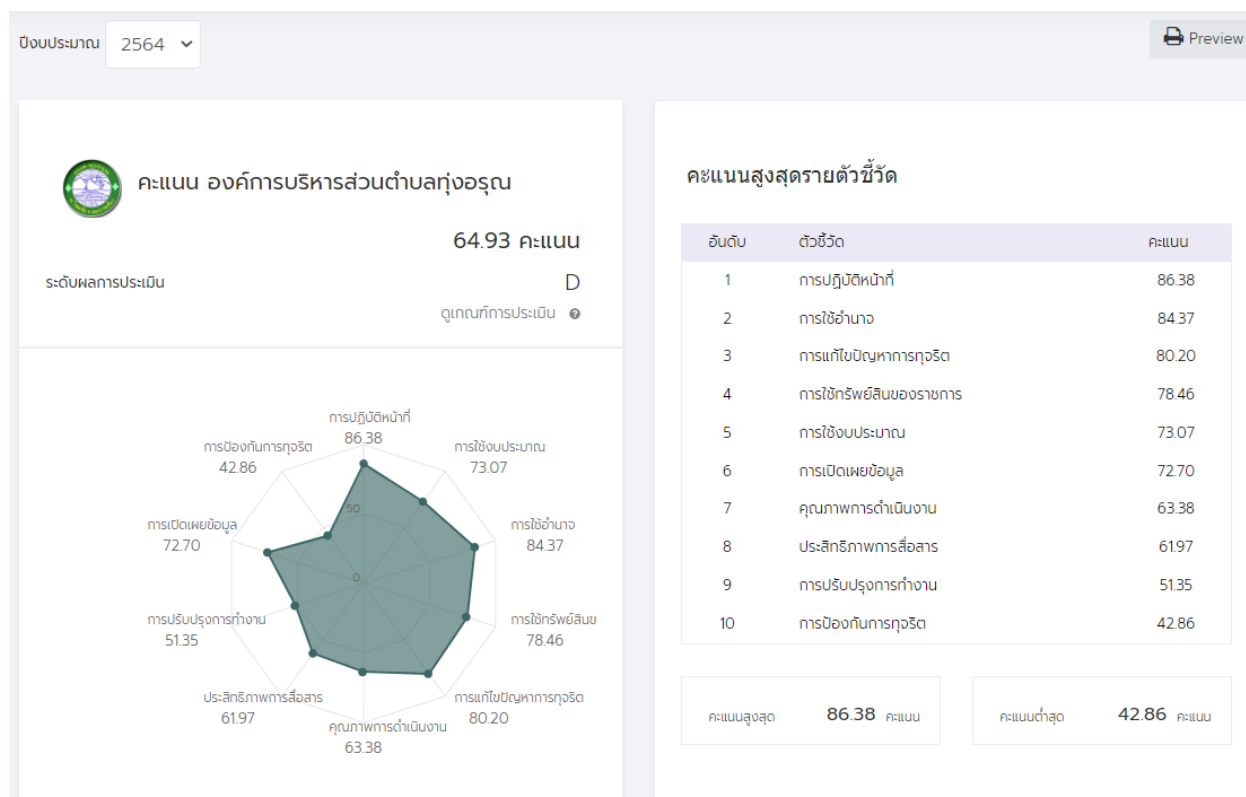 ปีงบประมาณ 2564
Preview
คะแนน องค์การบริหารส่วนตำบลทุ่งอรุณ
64.93 คะแนน
ระดับผลการประเมิน D
ดูเกณฑ์การประเมิน ?
การปฏิบัติหน้าที่
86.38
การป้องกันการทุจริต
42.86
การใช้งบประมาณ
73.07
50
การเปิดเผยข้อมูล
72.70
การใช้อำนาจ
84.37
0
การปรับปรุงการทำงาน
51.35
การใช้ทรัพย์สินข
78.46
ประสิทธิภาพการสื่อสาร
61.97
การแก้ไขปัญหาการทุจริต
80.20
คุณภาพการดำเนินงาน
63.38
คะแนนสูงสุดรายตัวชี้วัด
อันดับ ตัวชี้วัด คะแนน
1 การปฏิบัติหน้าที่ 86.38
2 การใช้อำนาจ 84.37
3 การแก้ไขปัญหาการทุจริต 80.20
4 การใช้ทรัพย์สินของราชการ 78.46
5 การใช้งบประมาณ 73.07
6 การเปิดเผยข้อมูล 72.70
7 คุณภาพการดำเนินงาน 63.38
8 ประสิทธิภาพการสื่อสาร 61.97
9 การปรับปรุงการทำงาน 51.35
10 การป้องกันการทุจริต 42.86
คะแนนสูงสุด 86.38 คะแนน
คะแนนต่ำสุด 42.86 คะแนน